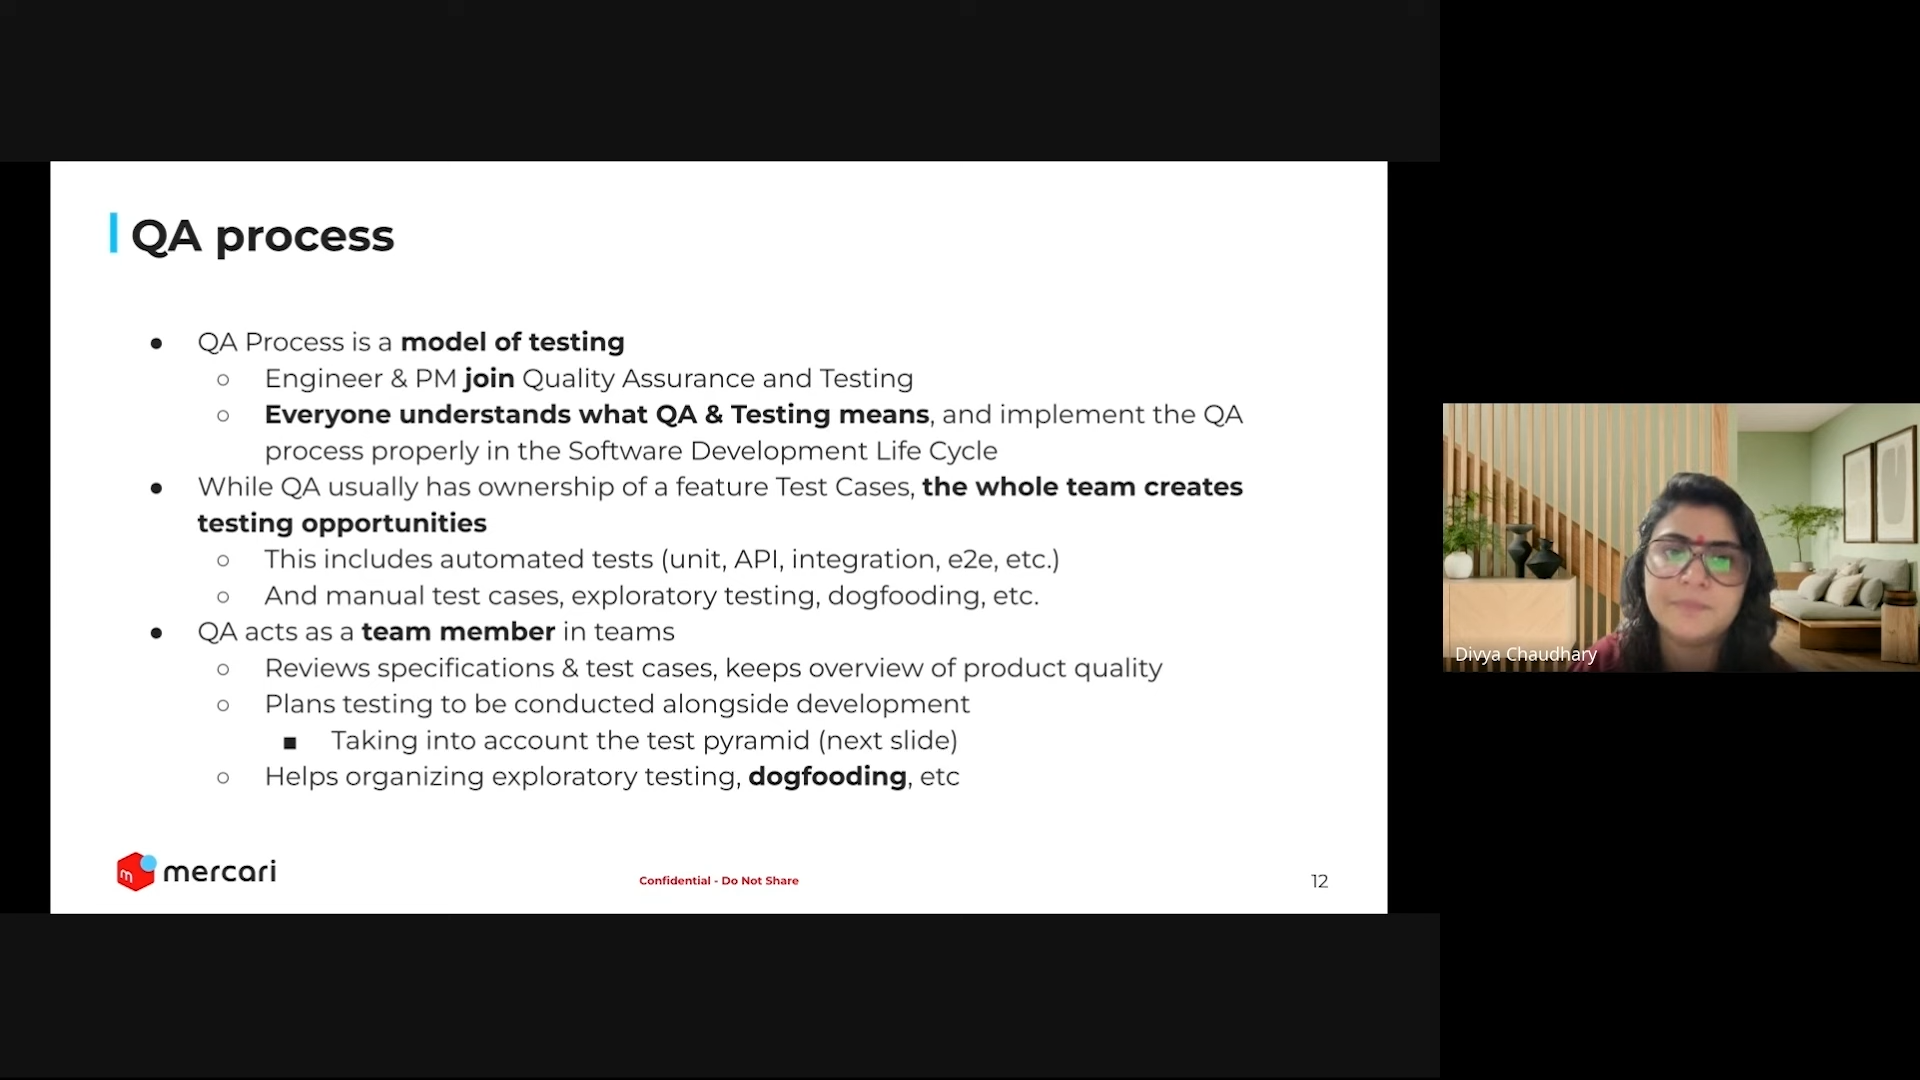 QA process
● QA Process is a model of testing
○ Engineer & PM join Quality Assurance and Testing
○ Everyone understands what QA & Testing means, and implement the QA
process properly in the Software Development Life Cycle
● While QA usually has ownership of a feature Test Cases, the whole team creates
testing opportunities
○ This includes automated tests (unit, API, integration, e2e, etc.)
○ And manual test cases, exploratory testing, dogfooding, etc.
● QA acts as a team member in teams
○ Reviews specifications & test cases, keeps overview of product quality
○ Plans testing to be conducted alongside development
■ Taking into account the test pyramid (next slide)
○ Helps organizing exploratory testing, dogfooding, etc
m mercari
Confidential - Do Not Share
12
Divya Chaudhary